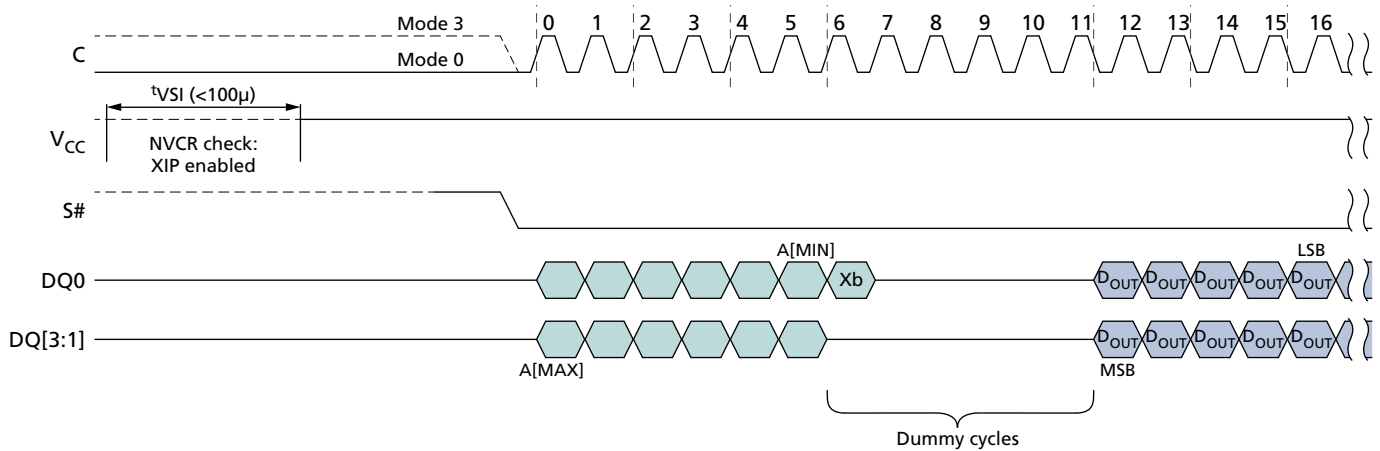 Mode 3
0 1 2 3 4 5 6 7 8 9 10 11 12 13 14 15 16
C
Mode 0
tVSI (<100µ)
VCC
NVCR check:
XIP enabled
S#
A[MIN]
LSB
DQ0
Xb
DOUT DOUT DOUT DOUT DOUT
DQ[3:1]
DOUT DOUT DOUT DOUT DOUT
A[MAX]
MSB
Dummy cycles